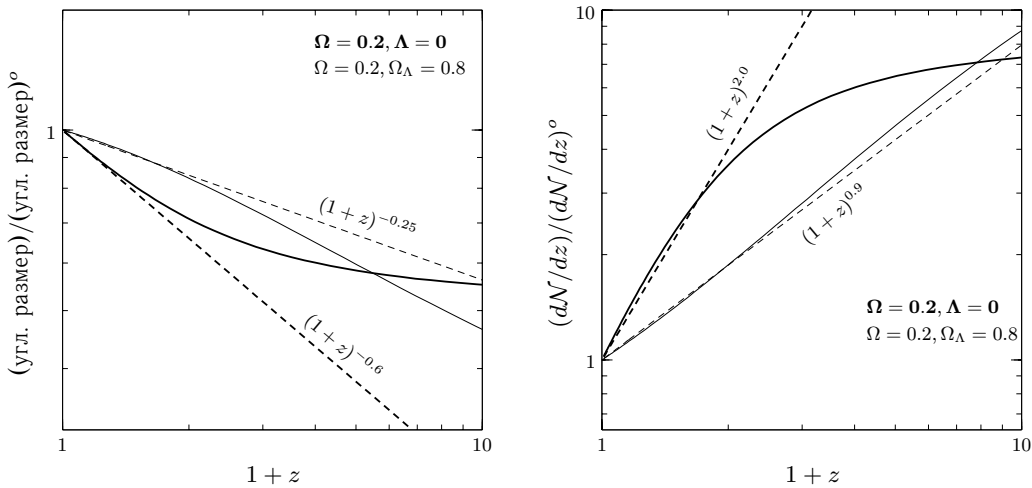 (угл. размер)/(угл. размер)ᵒ
1
Ω = 0.2, Λ = 0
Ω = 0.2, Ω_Λ = 0.8
(1+z)^−0.25
(1+z)^−0.6
1
10
1 + z
(d𝒩/dz)/(d𝒩/dz)ᵒ
10
1
(1+z)^2.0
(1+z)^0.9
Ω = 0.2, Λ = 0
Ω = 0.2, Ω_Λ = 0.8
1
10
1 + z